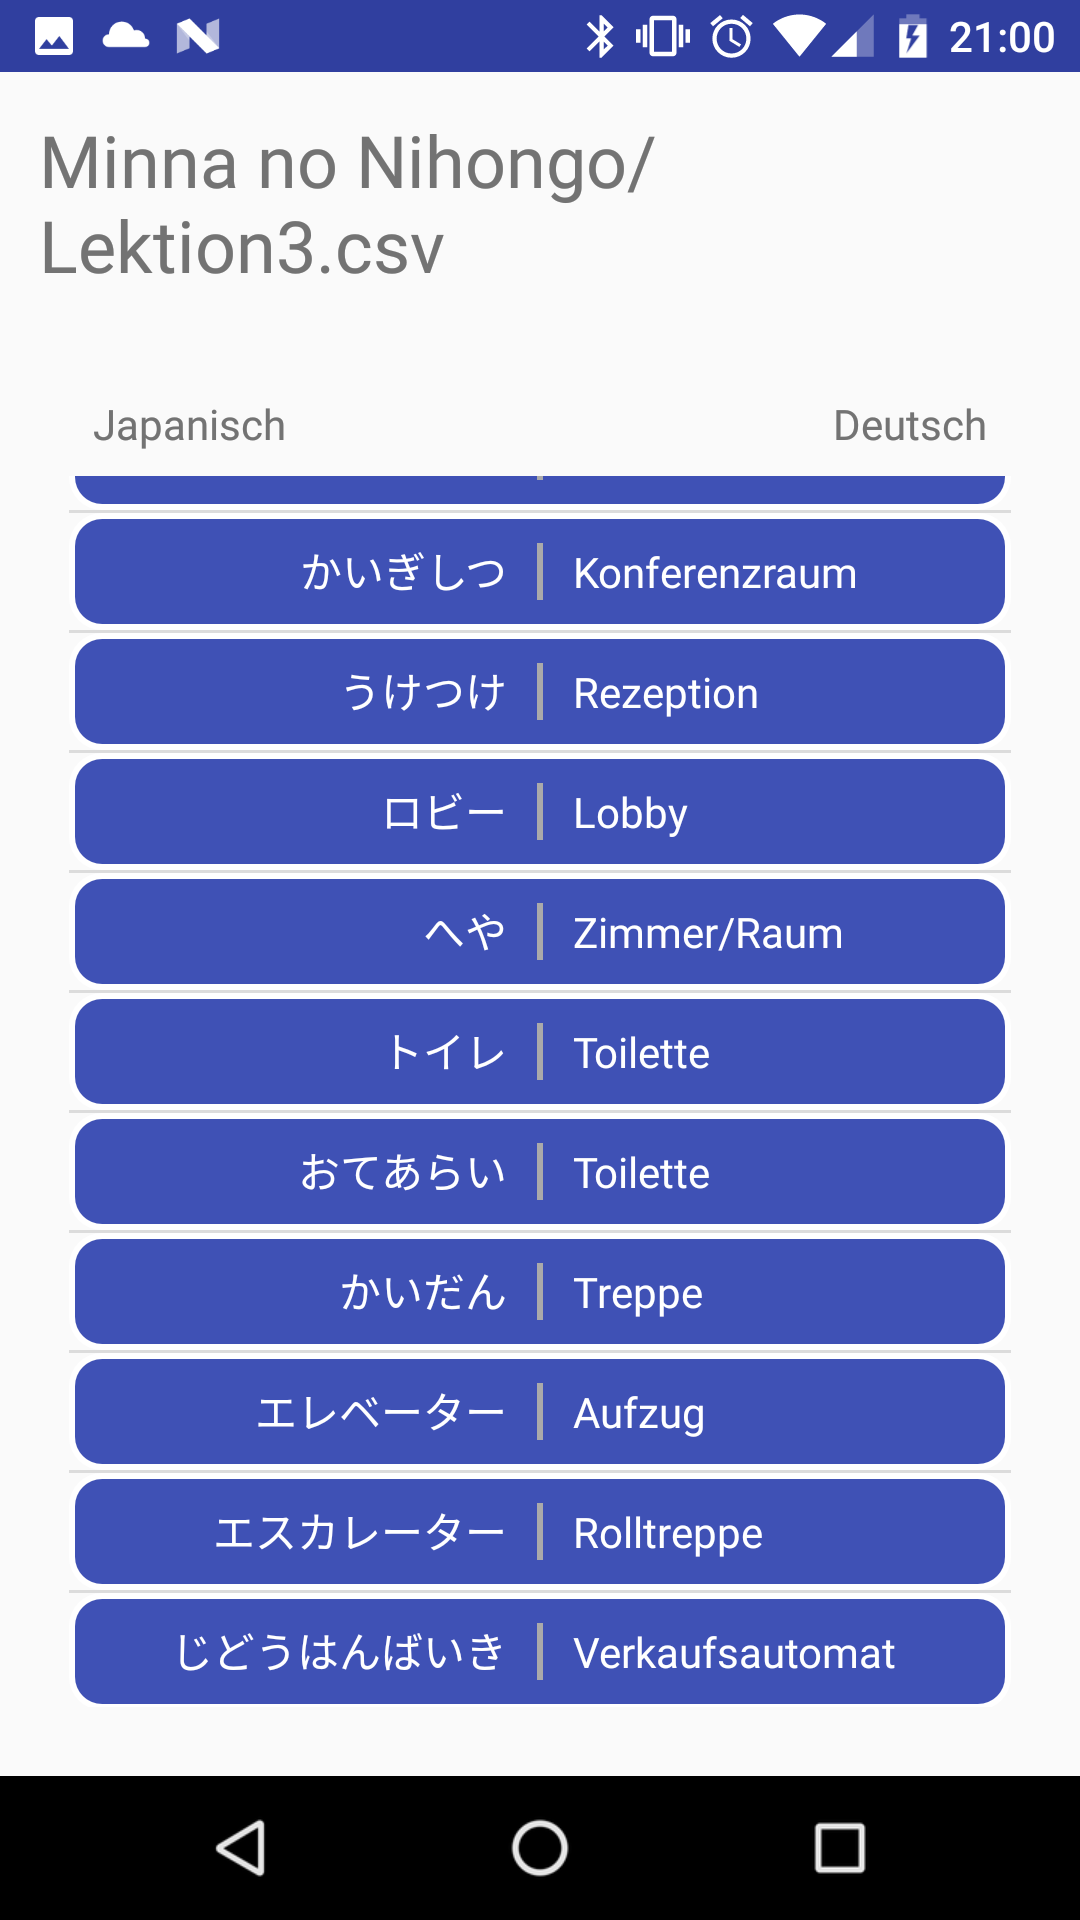 21:00
Minna no Nihongo/
Lektion3.csv
Japanisch Deutsch
かいぎしつ Konferenzraum
うけつけ Rezeption
ロビー Lobby
へや Zimmer/Raum
トイレ Toilette
おてあらい Toilette
かいだん Treppe
エレベーター Aufzug
エスカレーター Rolltreppe
じどうはんばいき Verkaufsautomat